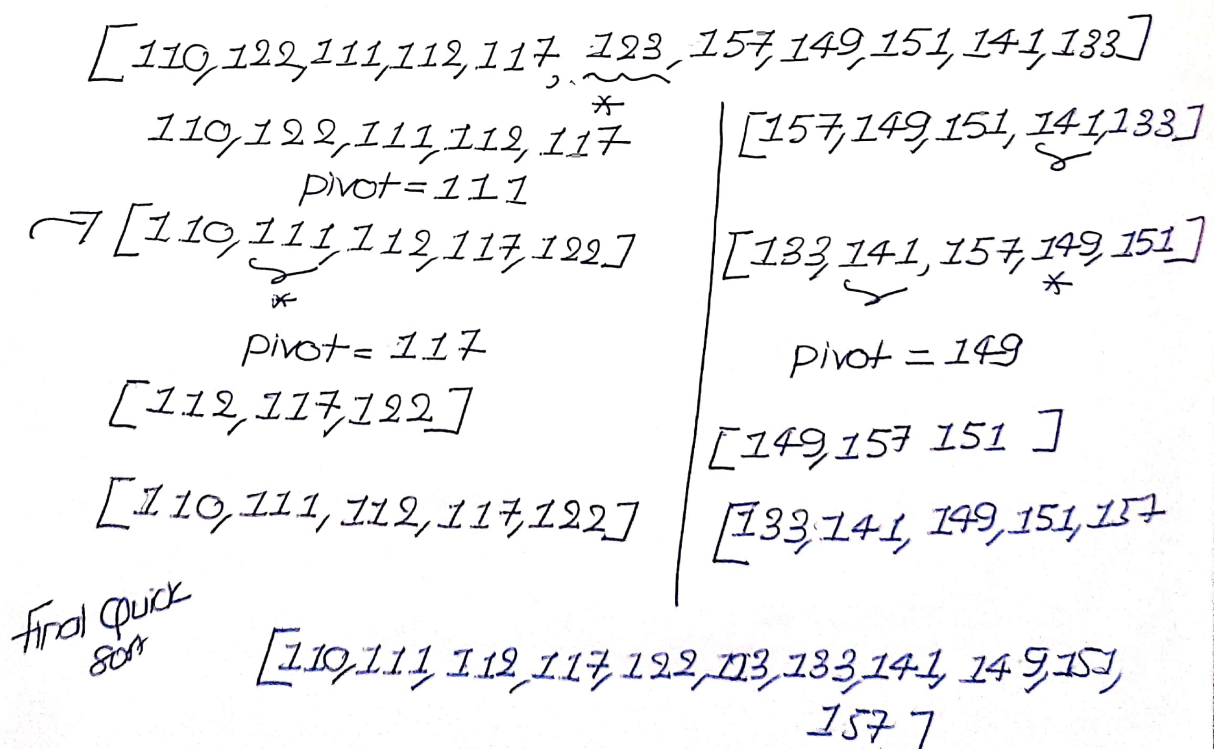 [110,122,111,112,117, 123,157,149,151,141,133]
*
110,122,111,112,117
pivot=111
→[110,111,112,117,122]
*
pivot= 117
[112,117,122]
[110,111,112,117,122]
[157,149,151,141,133]
[133,141,157,149,151]
*
pivot = 149
[149,157 151 ]
[133,141,149,151,157
final Quick
sort
[110,111,112,117,122,123,133,141,149,151,
157]